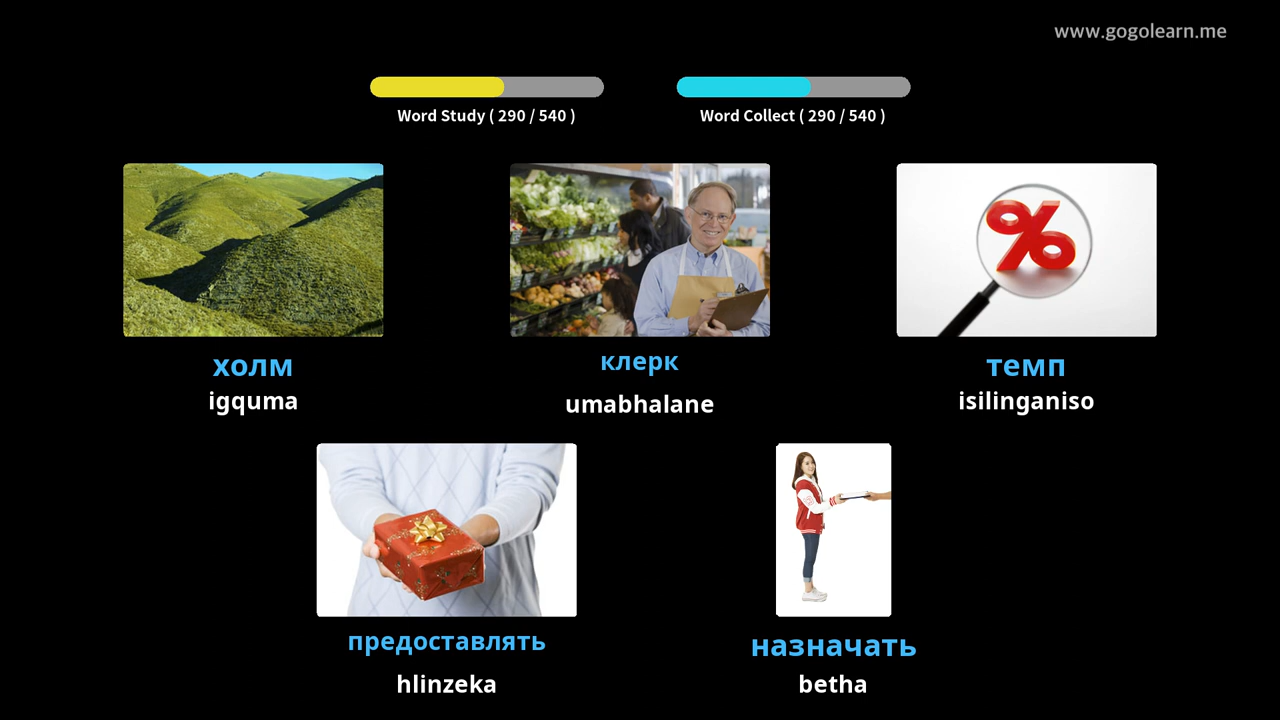 www.gogolearn.me
Word Study ( 290 / 540 )
Word Collect ( 290 / 540 )
холм
igquma
клерк
umabhalane
темп
isilinganiso
предоставлять
hlinzeka
назначать
betha